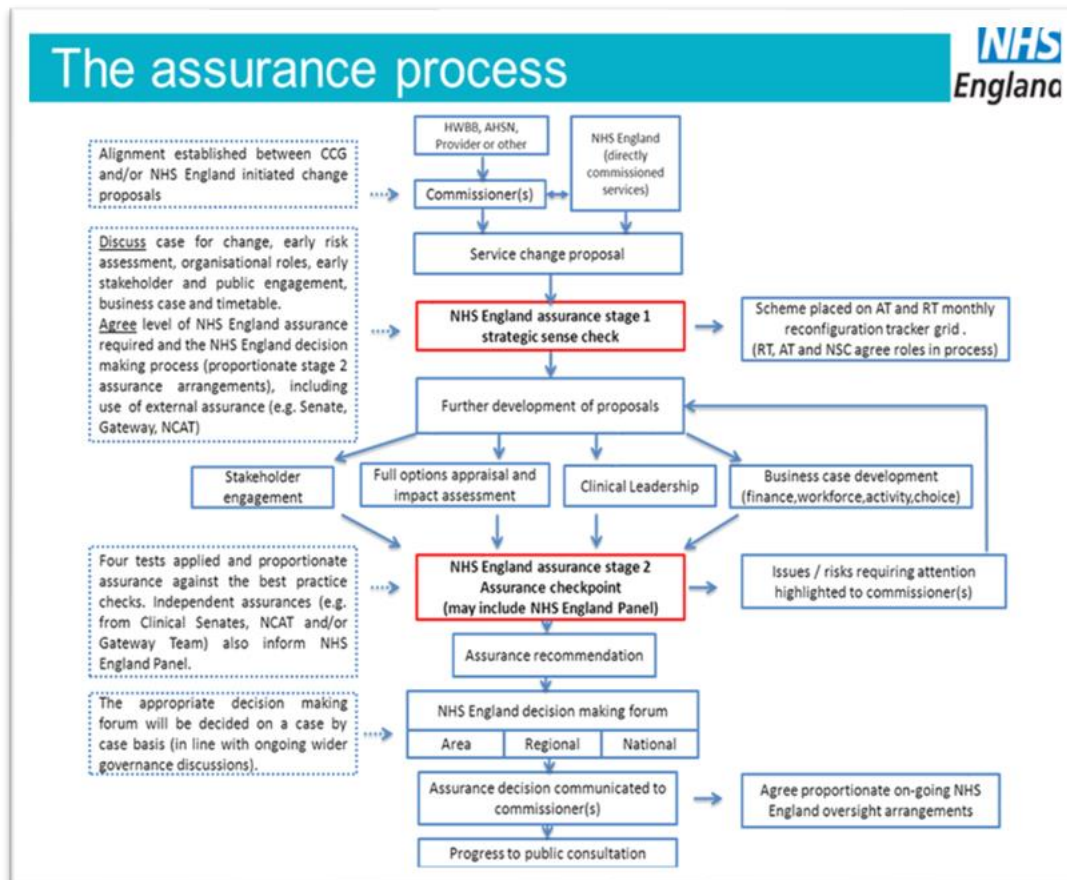 The assurance process
NHS
England
HWBB, AHSN,
Provider or other
NHS England
(directly
commissioned
services)
Alignment established between CCG
and/or NHS England initiated change
proposals
Commissioner(s)
Discuss case for change, early risk
assessment, organisational roles, early
stakeholder and public engagement,
business case and timetable.
Agree level of NHS England assurance
required and the NHS England decision
making process (proportionate stage 2
assurance arrangements), including
use of external assurance (e.g. Senate,
Gateway, NCAT)
Service change proposal
NHS England assurance stage 1
strategic sense check
Scheme placed on AT and RT monthly
reconfiguration tracker grid .
(RT, AT and NSC agree roles in process)
Further development of proposals
Stakeholder
engagement
Full options appraisal and
impact assessment
Clinical Leadership
Business case development
(finance,workforce,activity,choice)
Four tests applied and proportionate
assurance against the best practice
checks. Independent assurances (e.g.
from Clinical Senates, NCAT and/or
Gateway Team) also inform NHS
England Panel.
NHS England assurance stage 2
Assurance checkpoint
(may include NHS England Panel)
Issues / risks requiring attention
highlighted to commissioner(s)
Assurance recommendation
The appropriate decision making
forum will be decided on a case by
case basis (in line with ongoing wider
governance discussions).
NHS England decision making forum
Area
Regional
National
Assurance decision communicated to
commissioner(s)
Agree proportionate on-going NHS
England oversight arrangements
Progress to public consultation